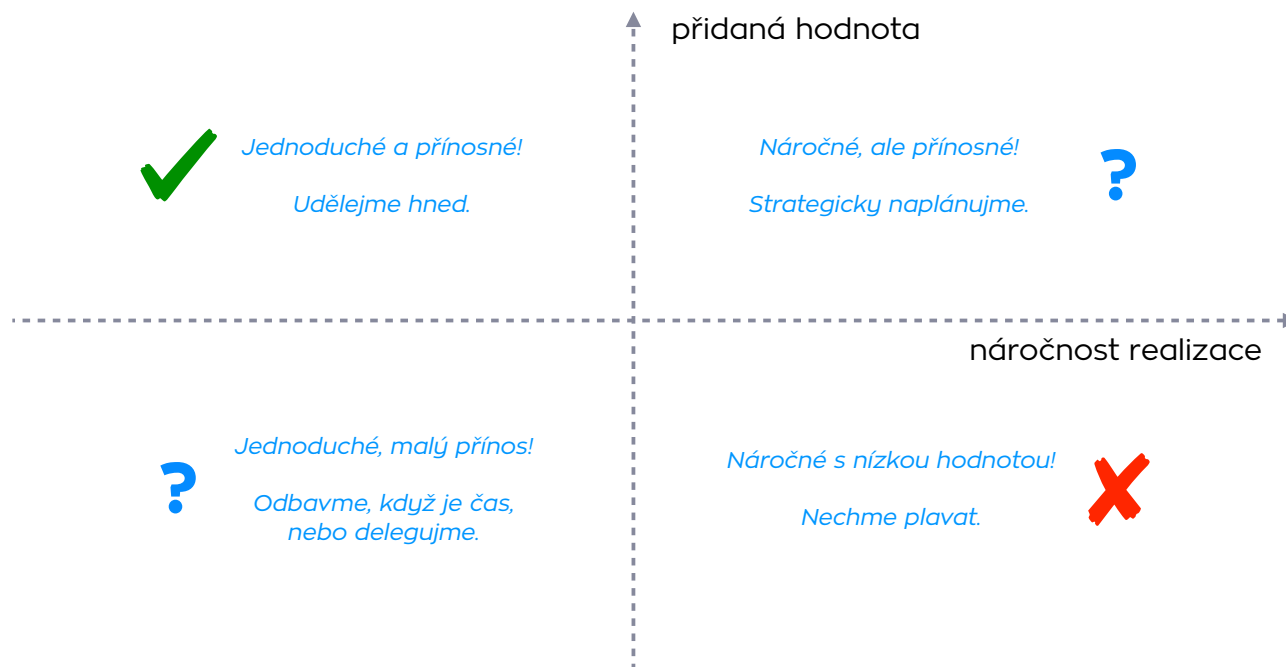 přidaná hodnota
Jednoduché a přínosné!
Udělejme hned.
Náročné, ale přínosné!
Strategicky naplánujme.
?
náročnost realizace
Jednoduché, malý přínos!
Odbavme, když je čas,
nebo delegujme.
?
Náročné s nízkou hodnotou!
Nechme plavat.